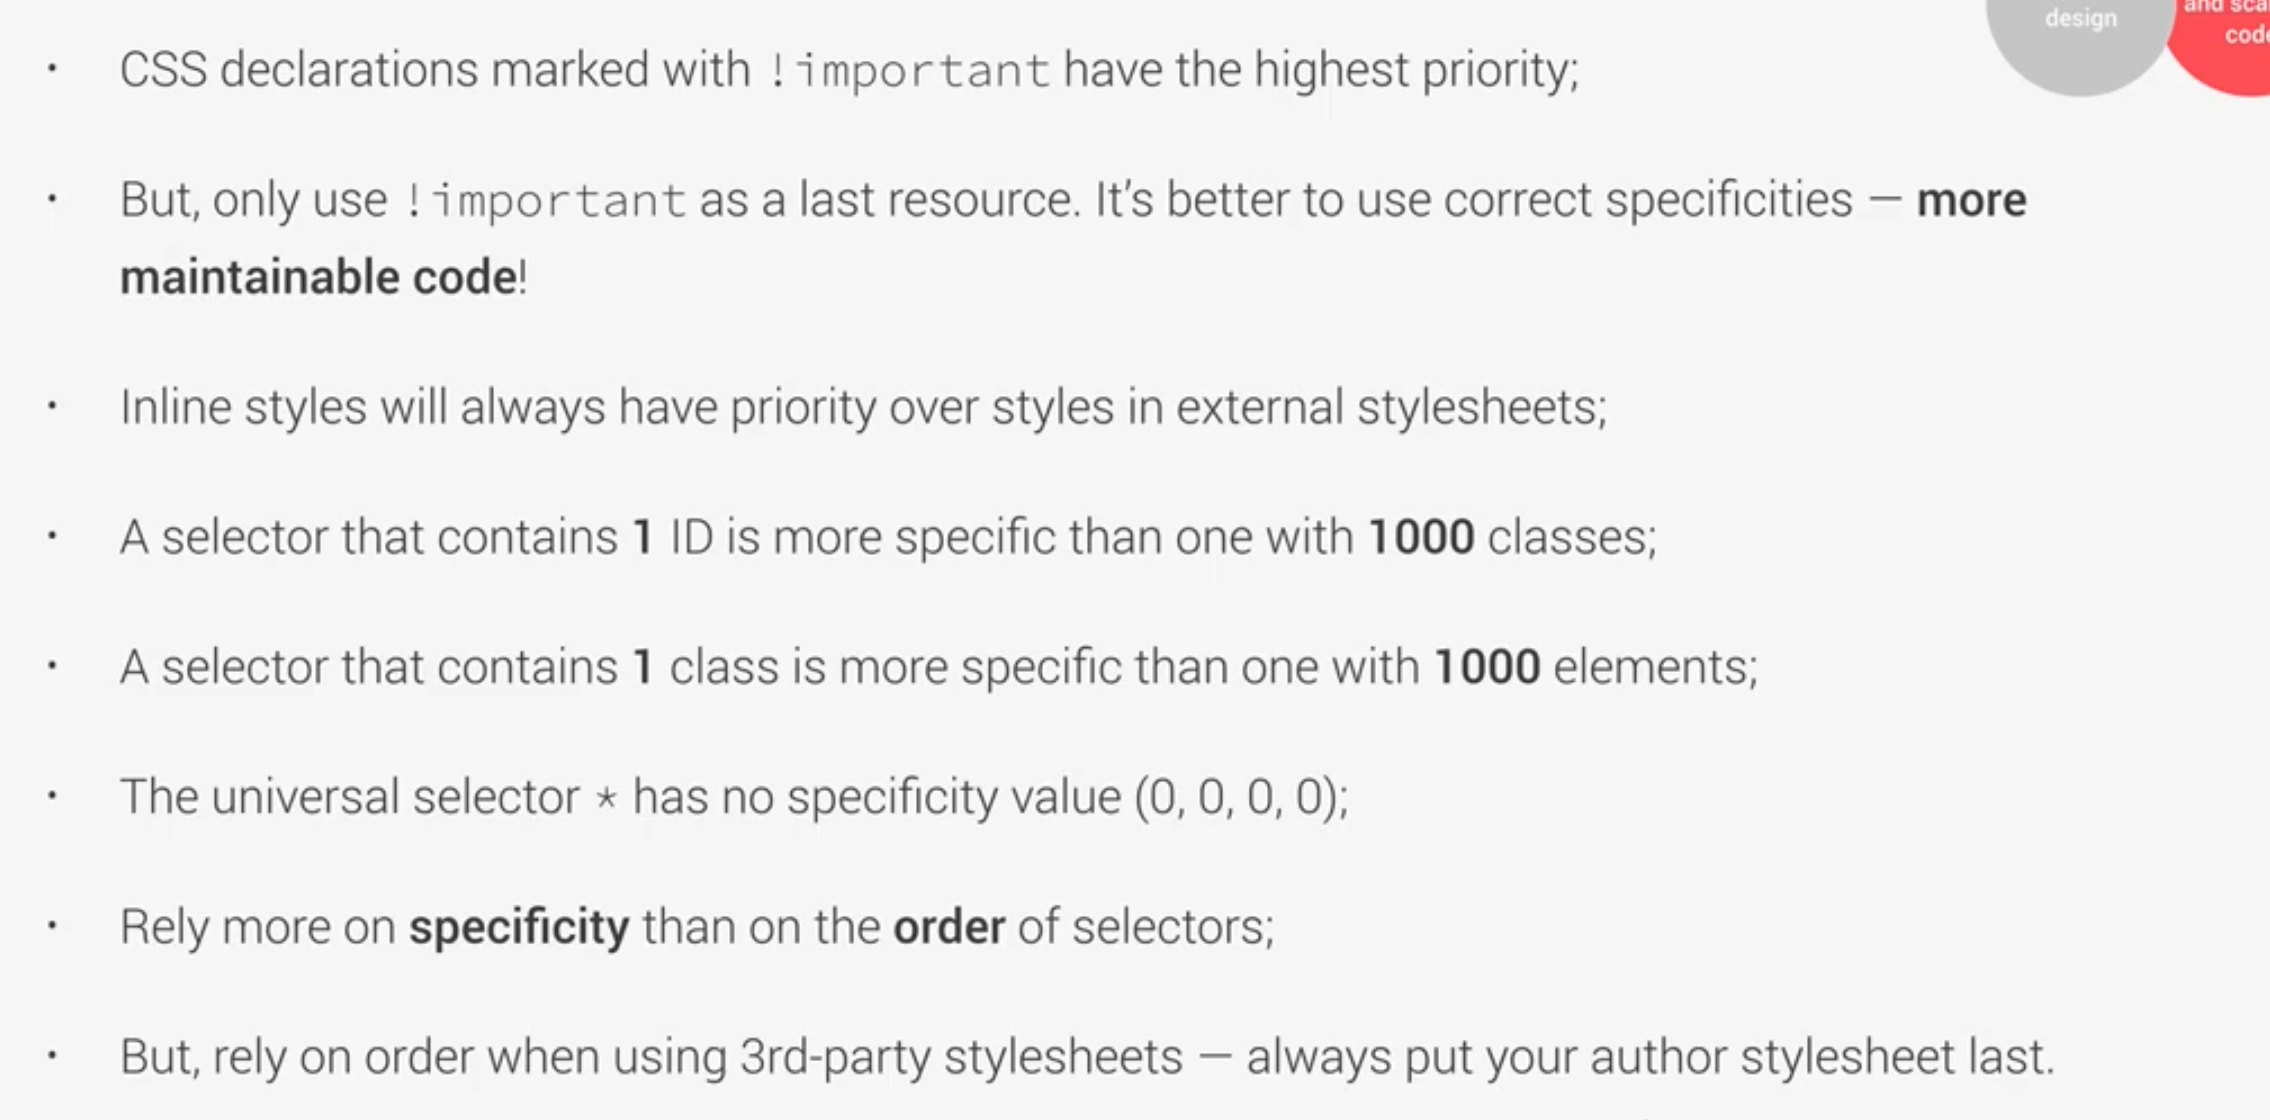 design
and
• CSS declarations marked with !important have the highest priority;
• But, only use !important as a last resource. It's better to use correct specificities — more
maintainable code!
• Inline styles will always have priority over styles in external stylesheets;
• A selector that contains 1 ID is more specific than one with 1000 classes;
• A selector that contains 1 class is more specific than one with 1000 elements;
• The universal selector * has no specificity value (0, 0, 0, 0);
• Rely more on specificity than on the order of selectors;
• But, rely on order when using 3rd-party stylesheets — always put your author stylesheet last.